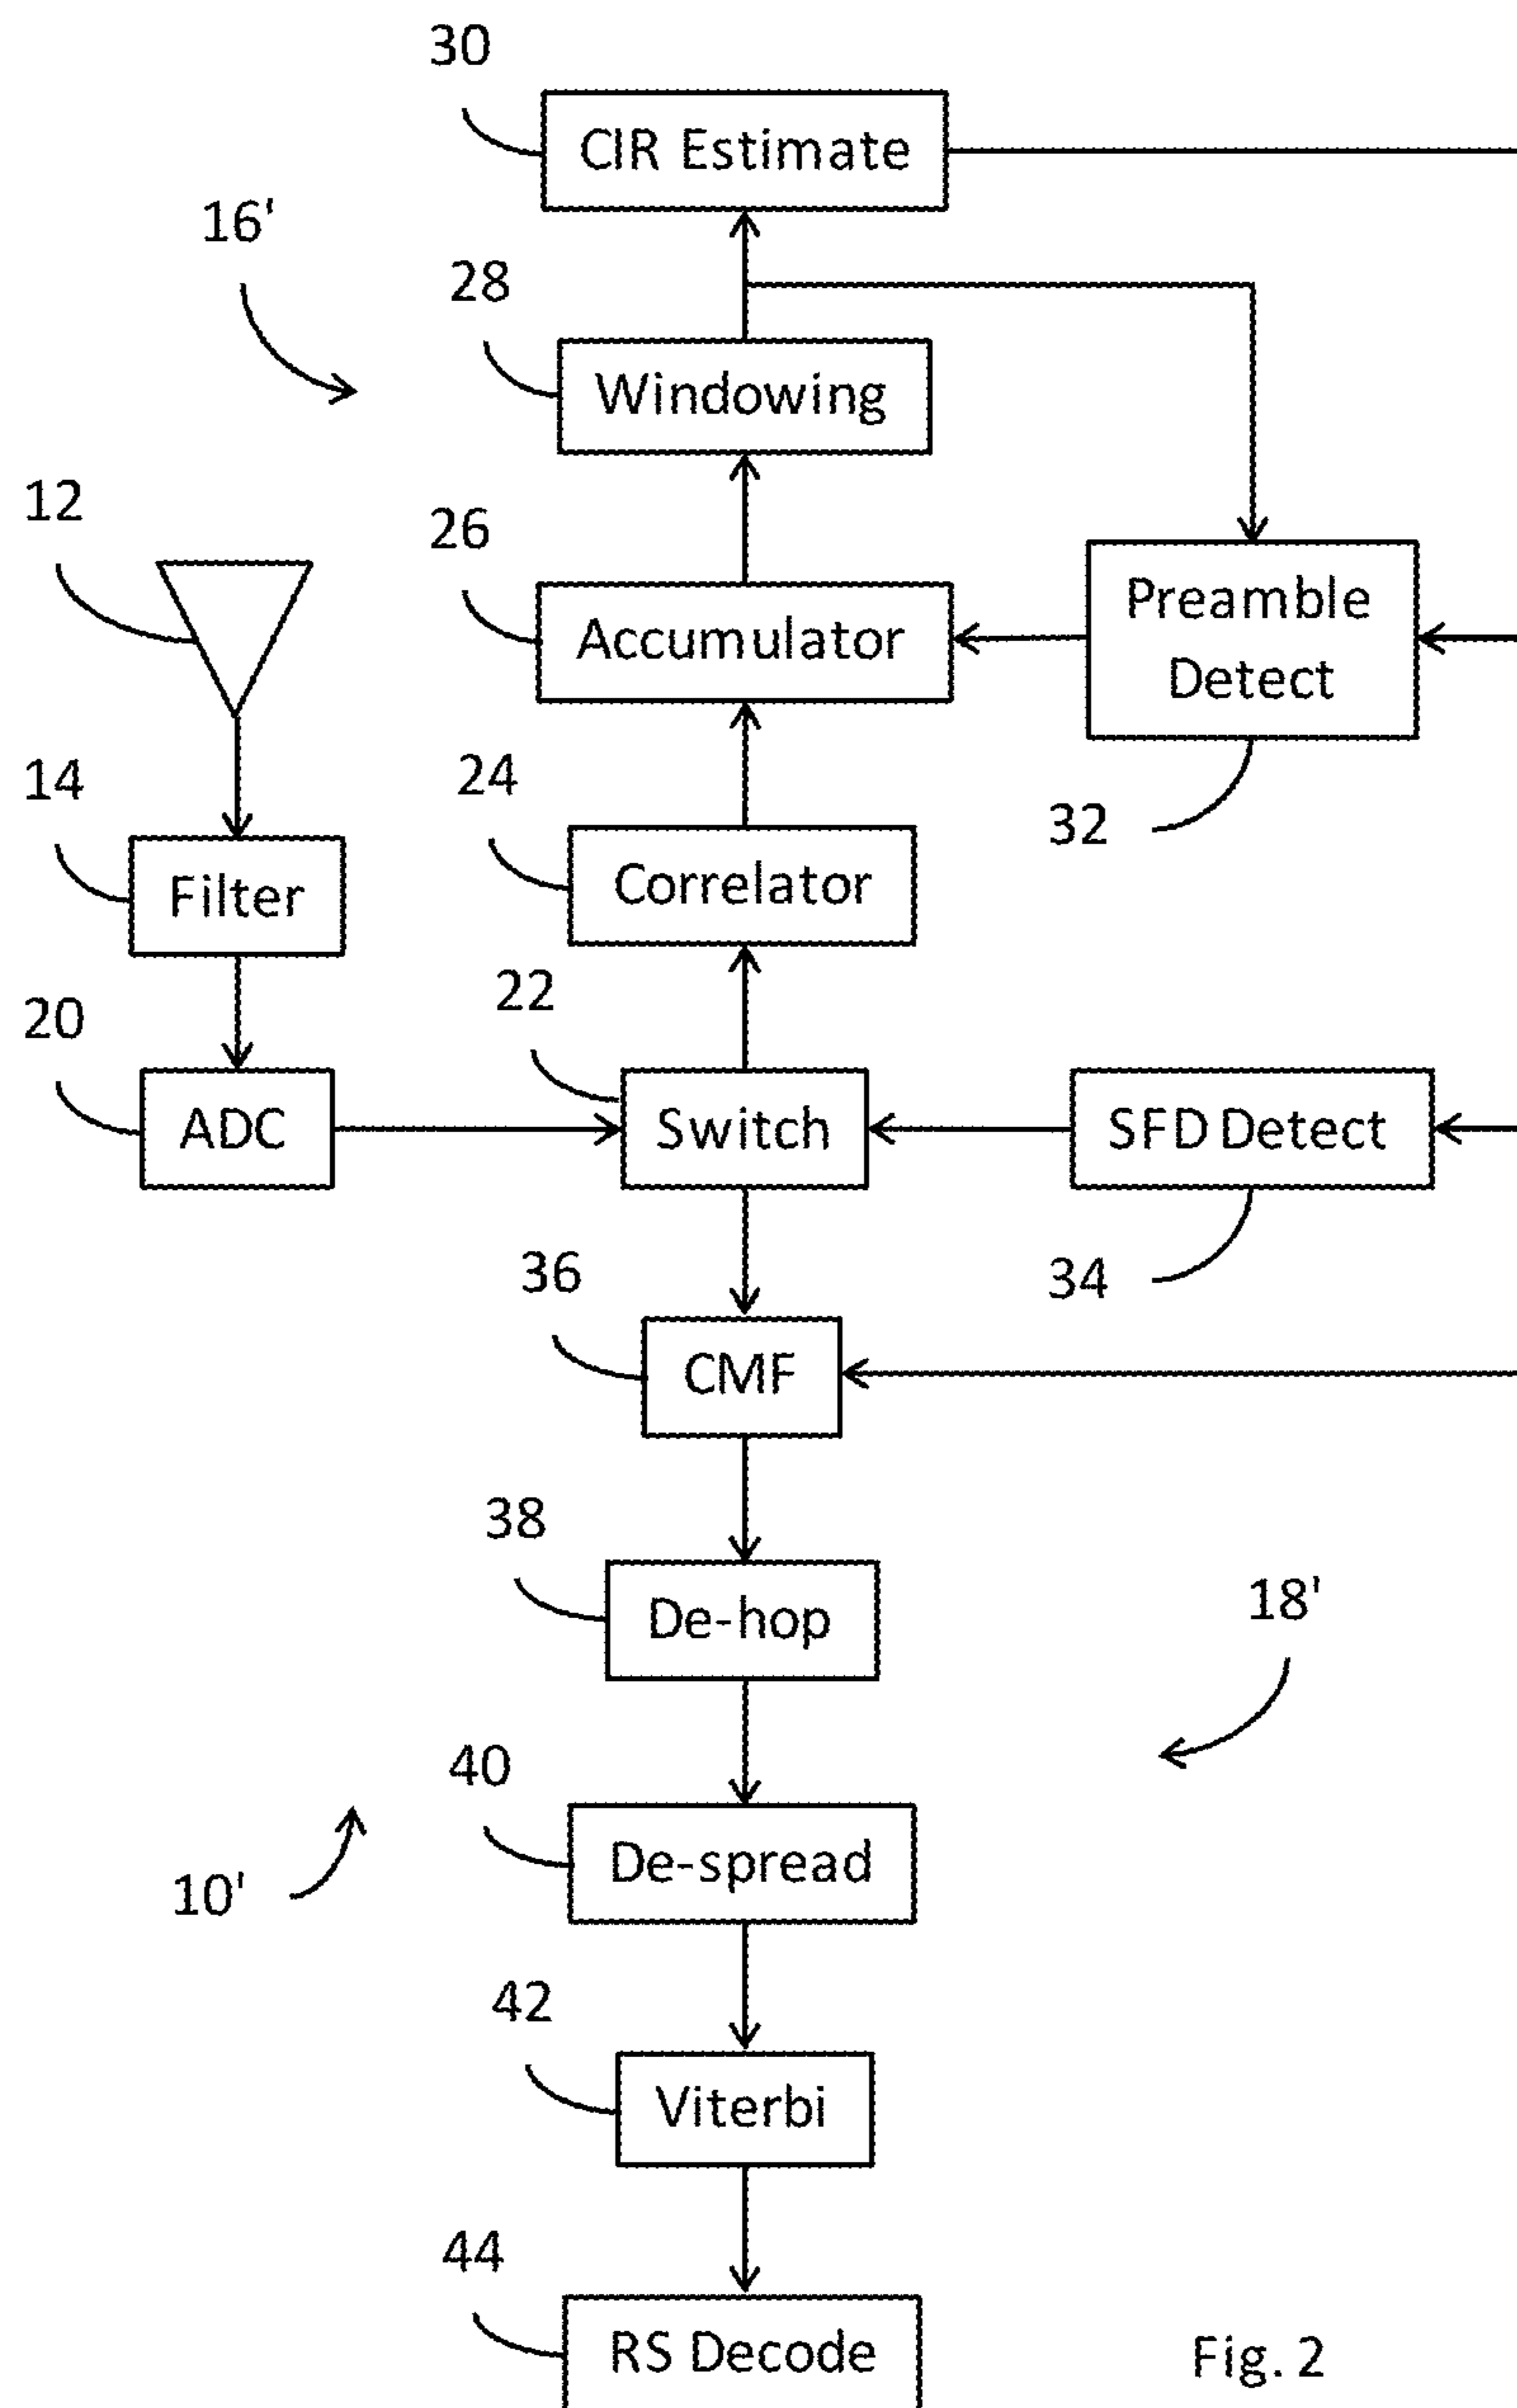 30
CIR Estimate
16'
28
Windowing
12
26
Accumulator
Preamble
Detect
14
24
32
Filter
Correlator
20
22
ADC
Switch
SFD Detect
36
34
CMF
38
De-hop
18'
40
De-spread
10'
42
Viterbi
44
RS Decode
Fig. 2